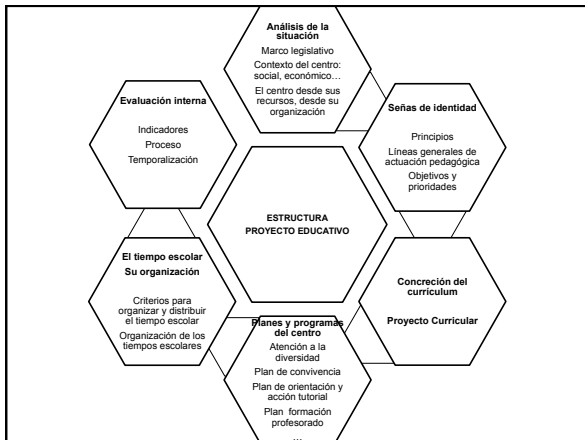 Análisis de la
situación
Marco legislativo
Contexto del centro:
social, económico…
El centro desde sus
recursos, desde su
organización
Evaluación interna
Indicadores
Proceso
Temporalización
Señas de identidad
Principios
Líneas generales de
actuación pedagógica
Objetivos y
prioridades
ESTRUCTURA
PROYECTO EDUCATIVO
El tiempo escolar
Su organización
Criterios para
organizar y distribuir
el tiempo escolar
Organización de los
tiempos escolares
Concreción del
curriculum
Proyecto Curricular
Planes y programas
del centro
Atención a la
diversidad
Plan de convivencia
Plan de orientación y
acción tutorial
Plan formación
profesorado
…